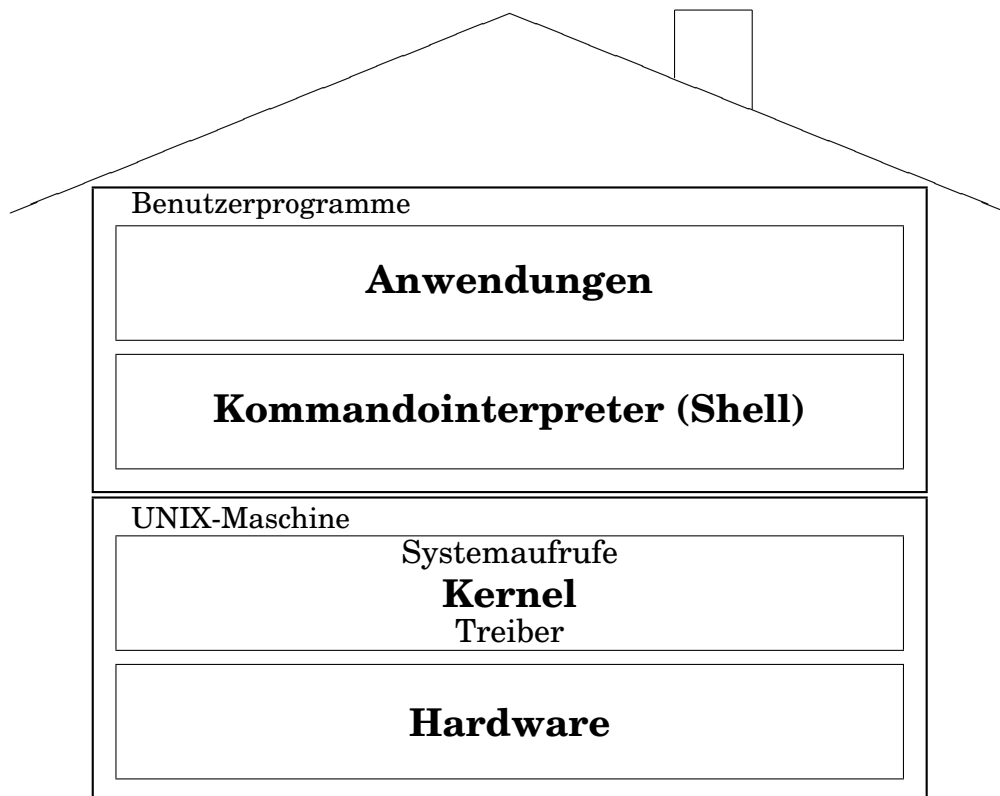 Benutzerprogramme
Anwendungen
Kommandointerpreter (Shell)
UNIX-Maschine
Systemaufrufe
Kernel
Treiber
Hardware